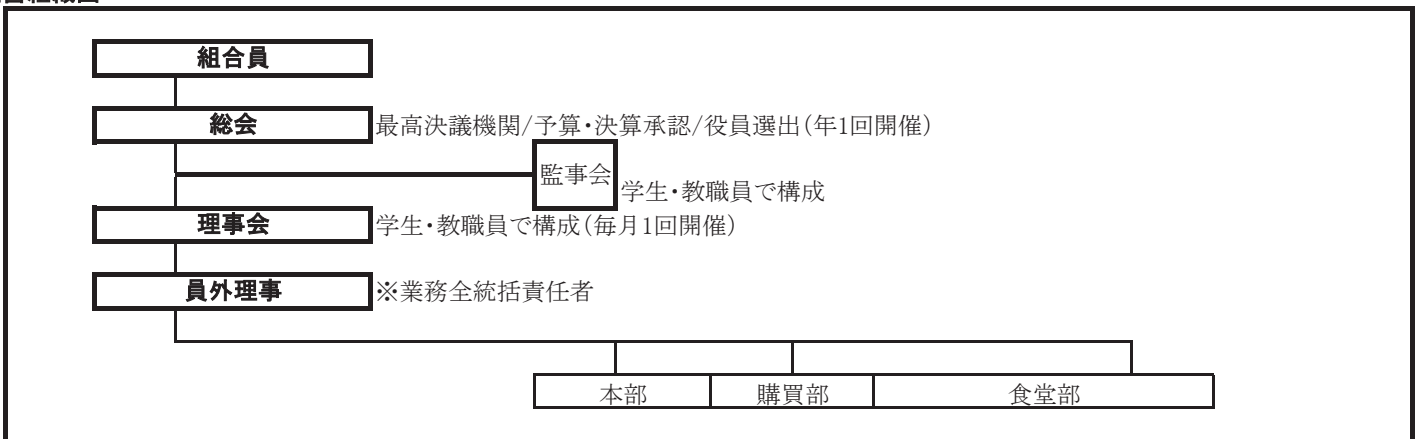 組合員
総会 最高決議機関/予算・決算承認/役員選出(年1回開催)
監事会 学生・教職員で構成
理事会 学生・教職員で構成(毎月1回開催)
員外理事 ※業務全統括責任者
本部 購買部 食堂部